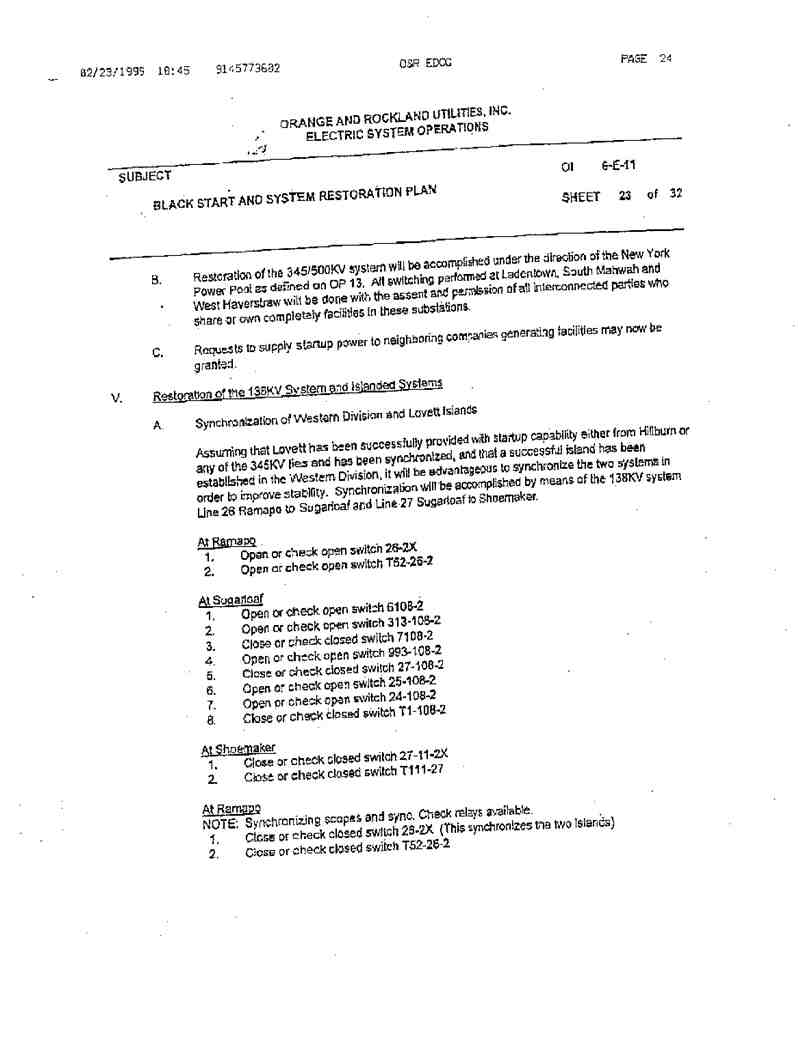 02/23/1999 18:45 9145773682 OSR EDCC PAGE 24
ORANGE AND ROCKLAND UTILITIES, INC.
ELECTRIC SYSTEM OPERATIONS
SUBJECT
OI 6-E-11
BLACK START AND SYSTEM RESTORATION PLAN
SHEET 23 of 32
B. Restoration of the 345/500KV system will be accomplished under the direction of the New York
Power Pool as defined on OP 13. All switching performed at Ladentown, South Mahwah and
West Haverstraw will be done with the assent and permission of all interconnected parties who
share or own completely facilities in these substations.
C. Requests to supply startup power to neighboring companies generating facilities may now be
granted.
V. Restoration of the 138KV System and Islanded Systems
A. Synchronization of Western Division and Lovett Islands
Assuming that Lovett has been successfully provided with startup capability either from Hillburn or
any of the 345KV ties and has been synchronized, and that a successful island has been
established in the Western Division, it will be advantageous to synchronize the two systems in
order to improve stability. Synchronization will be accomplished by means of the 138KV system
Line 26 Ramapo to Sugarloaf and Line 27 Sugarloaf to Shoemaker.
At Ramapo
1. Open or check open switch 26-2X
2. Open or check open switch T52-26-2
At Sugarloaf
1. Open or check open switch 6108-2
2. Open or check open switch 313-108-2
3. Close or check closed switch 7108-2
4. Open or check open switch 993-108-2
5. Close or check closed switch 27-108-2
6. Open or check open switch 25-108-2
7. Open or check open switch 24-108-2
8. Close or check closed switch T1-108-2
At Shoemaker
1. Close or check closed switch 27-11-2X
2. Close or check closed switch T111-27
At Ramapo
NOTE: Synchronizing scopes and sync. Check relays available.
1. Close or check closed switch 26-2X (This synchronizes the two islands)
2. Close or check closed switch T52-26-2